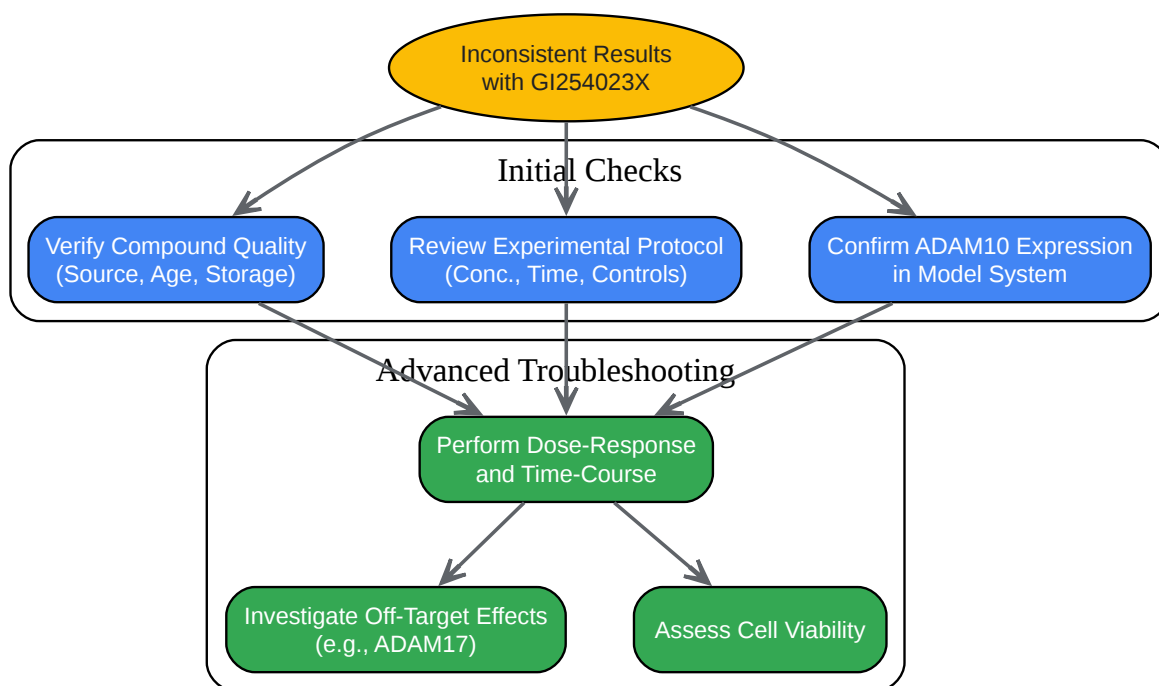 Inconsistent Results
with GI254023X
Initial Checks
Verify Compound Quality
(Source, Age, Storage)
Review Experimental Protocol
(Conc., Time, Controls)
Confirm ADAM10 Expression
in Model System
Advanced Troubleshooting
Perform Dose-Response
and Time-Course
Investigate Off-Target Effects
(e.g., ADAM17)
Assess Cell Viability